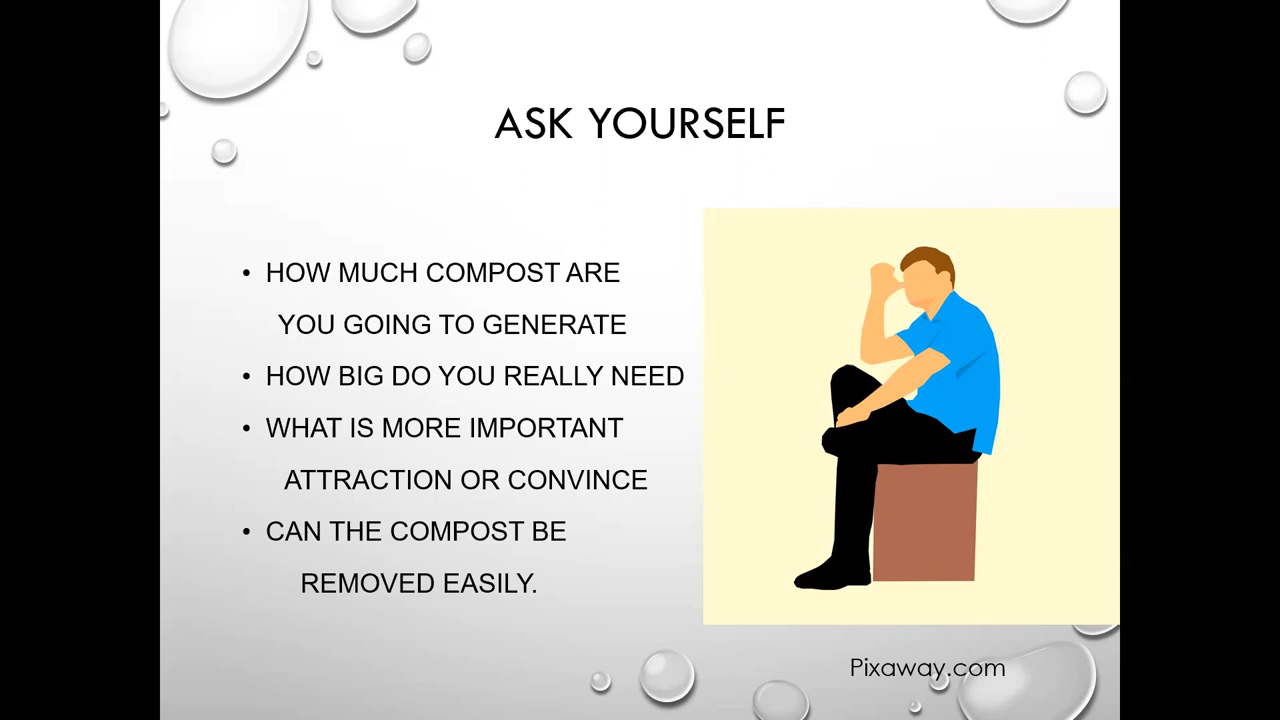 ASK YOURSELF
• HOW MUCH COMPOST ARE
YOU GOING TO GENERATE
• HOW BIG DO YOU REALLY NEED
• WHAT IS MORE IMPORTANT
ATTRACTION OR CONVINCE
• CAN THE COMPOST BE
REMOVED EASILY.
Pixaway.com